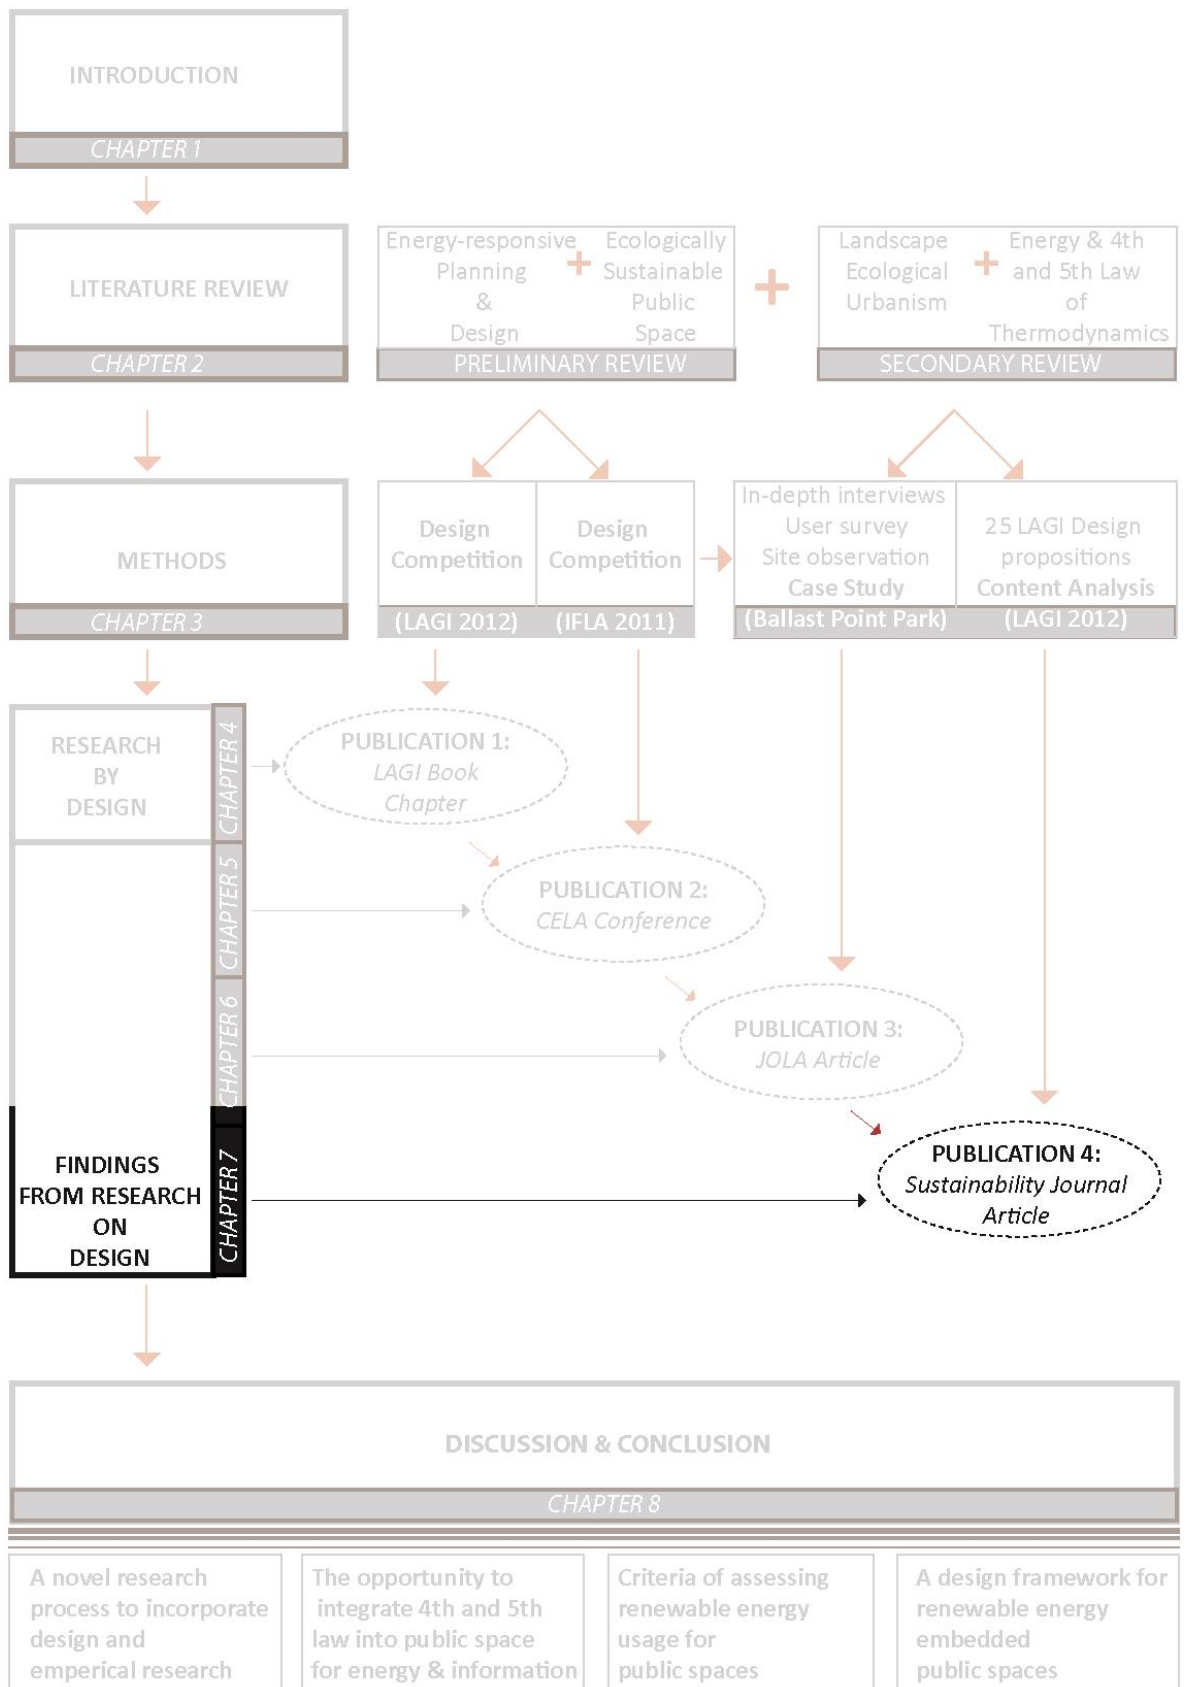 INTRODUCTION
CHAPTER 1
LITERATURE REVIEW
CHAPTER 2
Energy-responsive
Planning
&
Design
+
Ecologically
Sustainable
Public
Space
PRELIMINARY REVIEW
+
Landscape
Ecological
Urbanism
+
Energy & 4th
and 5th Law
of
Thermodynamics
SECONDARY REVIEW
METHODS
CHAPTER 3
Design
Competition
(LAGI 2012)
Design
Competition
(IFLA 2011)
In-depth interviews
User survey
Site observation
Case Study
(Ballast Point Park)
25 LAGI Design
propositions
Content Analysis
(LAGI 2012)
RESEARCH
BY
DESIGN
CHAPTER 4
PUBLICATION 1:
LAGI Book
Chapter
CHAPTER 5
PUBLICATION 2:
CELA Conference
CHAPTER 6
PUBLICATION 3:
JOLA Article
FINDINGS
FROM RESEARCH
ON
DESIGN
CHAPTER 7
PUBLICATION 4:
Sustainability Journal
Article
DISCUSSION & CONCLUSION
CHAPTER 8
A novel research
process to incorporate
design and
emperical research
The opportunity to
integrate 4th and 5th
law into public space
for energy & information
Criteria of assessing
renewable energy
usage for
public spaces
A design framework for
renewable energy
embedded
public spaces